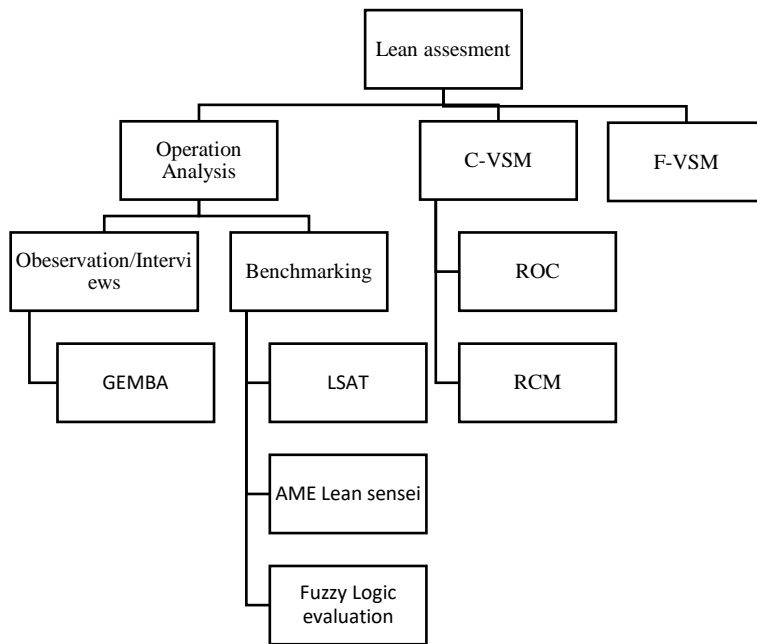 Lean assesment
Operation
Analysis
C-VSM
F-VSM
Obeservation/Intervi
ews
Benchmarking
ROC
GEMBA
LSAT
RCM
AME Lean sensei
Fuzzy Logic
evaluation